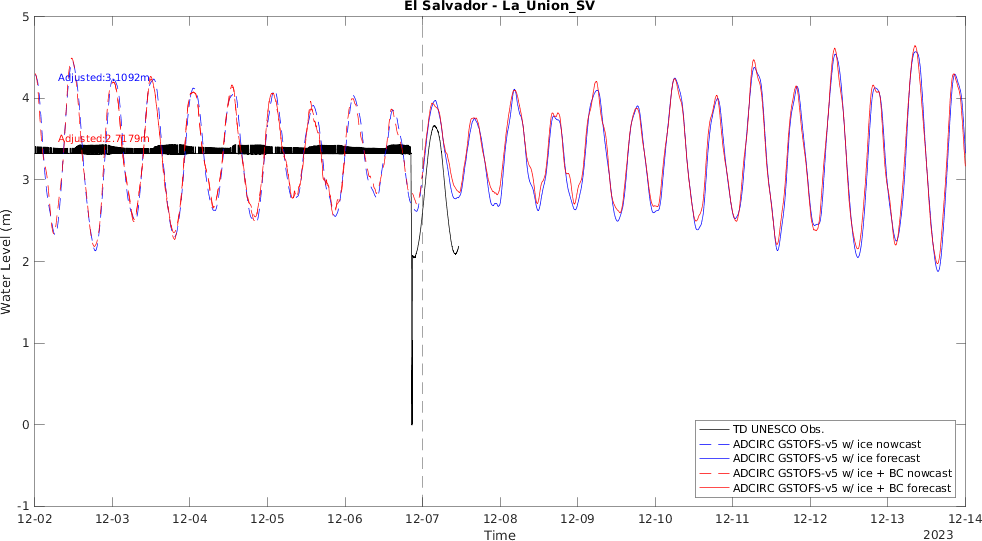 El Salvador - La_Union_SV
5
4
3
2
1
0
-1
Water Level (m)
Adjusted:3.1092m
Adjusted:2.7179m
TD UNESCO Obs.
ADCIRC GSTOFS-v5 w/ ice nowcast
ADCIRC GSTOFS-v5 w/ ice forecast
ADCIRC GSTOFS-v5 w/ ice + BC nowcast
ADCIRC GSTOFS-v5 w/ ice + BC forecast
12-02 12-03 12-04 12-05 12-06 12-07 12-08 12-09 12-10 12-11 12-12 12-13 12-14
Time
2023